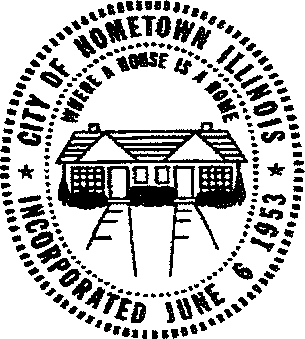 CITY OF HOMETOWN ILLINOIS
WHERE A HOUSE IS A HOME
INCORPORATED JUNE 6 1953